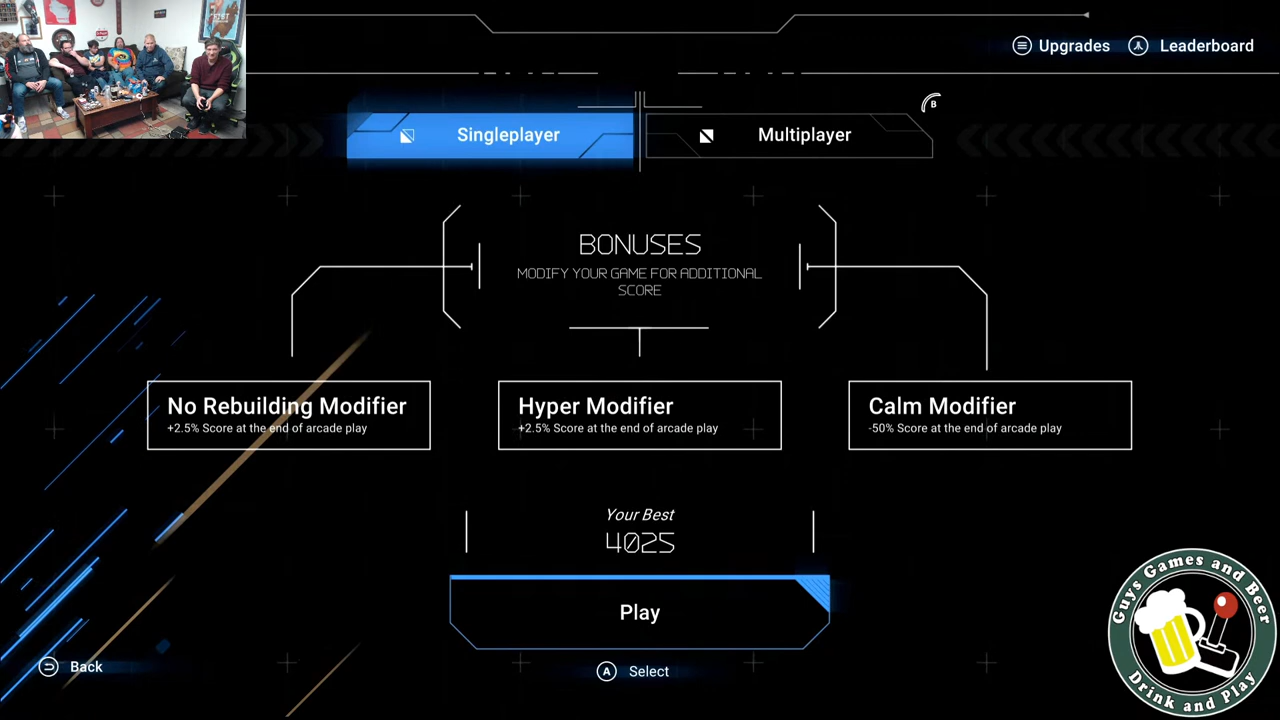 Upgrades
Leaderboard
B
Singleplayer
Multiplayer
BONUSES
MODIFY YOUR GAME FOR ADDITIONAL
SCORE
No Rebuilding Modifier
+2.5% Score at the end of arcade play
Hyper Modifier
+2.5% Score at the end of arcade play
Calm Modifier
-50% Score at the end of arcade play
Your Best
4025
Play
Back
A Select
Guys Games and Beer
Drink and Play